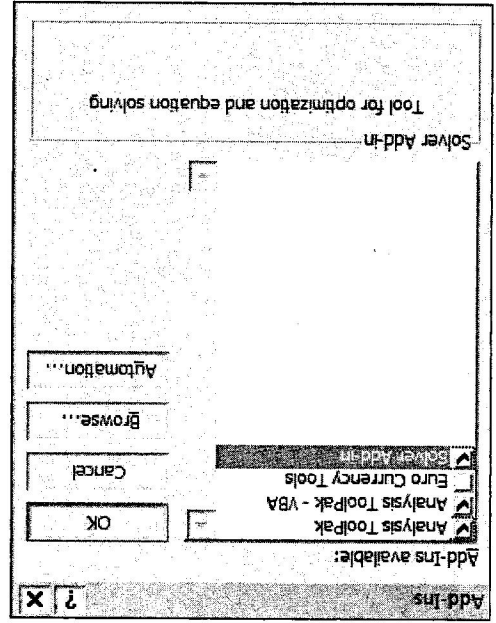 Add-Ins
Add-Ins available:
Analysis ToolPak
Analysis ToolPak - VBA
Euro Currency Tools
Solver Add-in
OK
Cancel
Browse...
Automation...
Solver Add-in
Tool for optimization and equation solving